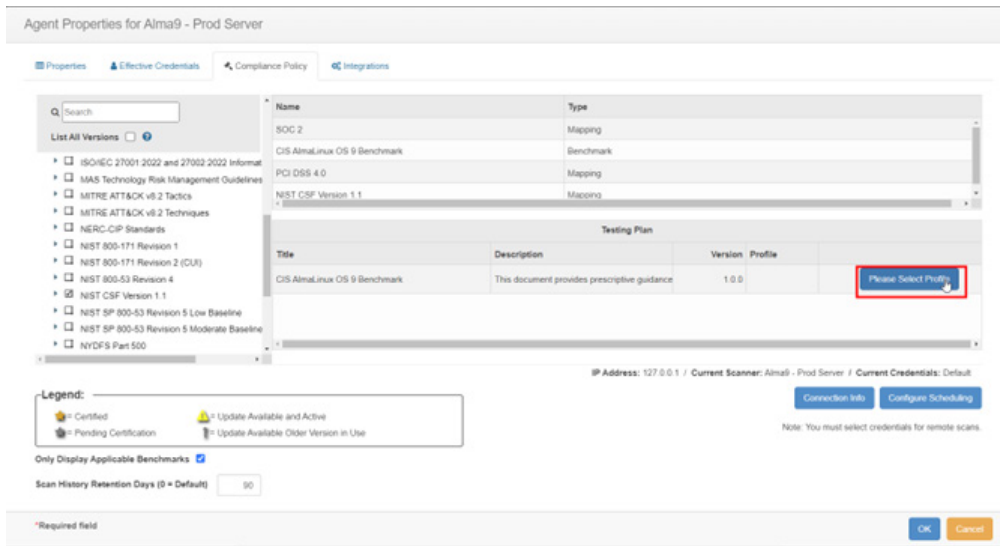 Agent Properties for Alma9 - Prod Server
Properties Effective Credentials Compliance Policy Integrations
Search
List All Versions
ISO/IEC 27001:2022 and 27002:2022 Informat
MAS Technology Risk Management Guidelines
MITRE ATT&CK v8.2 Tactics
MITRE ATT&CK v8.2 Techniques
NERC-CIP Standards
NIST 800-171 Revision 1
NIST 800-171 Revision 2 (CUI)
NIST 800-53 Revision 4
NIST CSF Version 1.1
NIST SP 800-53 Revision 5 Low Baseline
NIST SP 800-53 Revision 5 Moderate Baseline
NYDFS Part 500
Name Type
SOC 2 Mapping
CIS AlmaLinux OS 9 Benchmark Benchmark
PCI DSS 4.0 Mapping
NIST CSF Version 1.1 Mapping
Testing Plan
Title Description Version Profile
CIS AlmaLinux OS 9 Benchmark This document provides prescriptive guidance 1.0.0 Please Select Profile
IP Address: 127.0.0.1 / Current Scanner: Alma9 - Prod Server / Current Credentials: Default
Connection Info Configure Scheduling
Note: You must select credentials for remote scans.
Legend:
= Certified = Update Available and Active
= Pending Certification = Update Available Older Version in Use
Only Display Applicable Benchmarks
Scan History Retention Days (0 = Default) 90
*Required field
OK Cancel